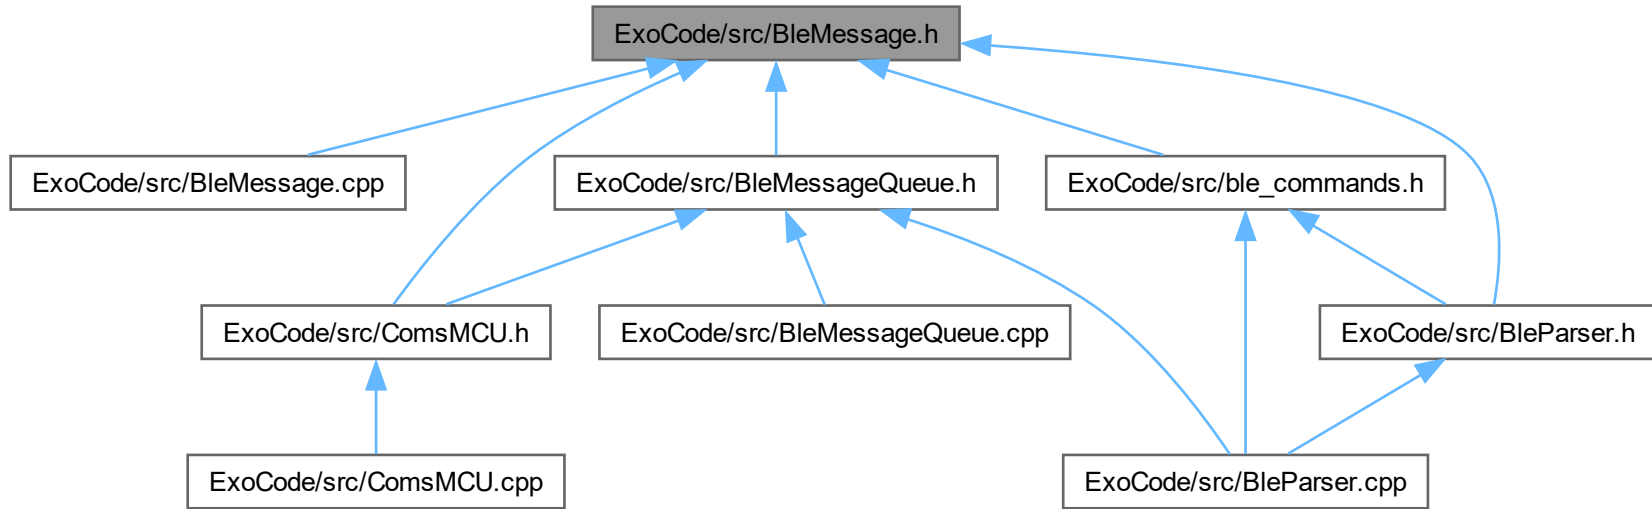 ExoCode/src/BleMessage.h
ExoCode/src/BleMessage.cpp
ExoCode/src/BleMessageQueue.h
ExoCode/src/ble_commands.h
ExoCode/src/ComsMCU.h
ExoCode/src/BleMessageQueue.cpp
ExoCode/src/BleParser.h
ExoCode/src/ComsMCU.cpp
ExoCode/src/BleParser.cpp